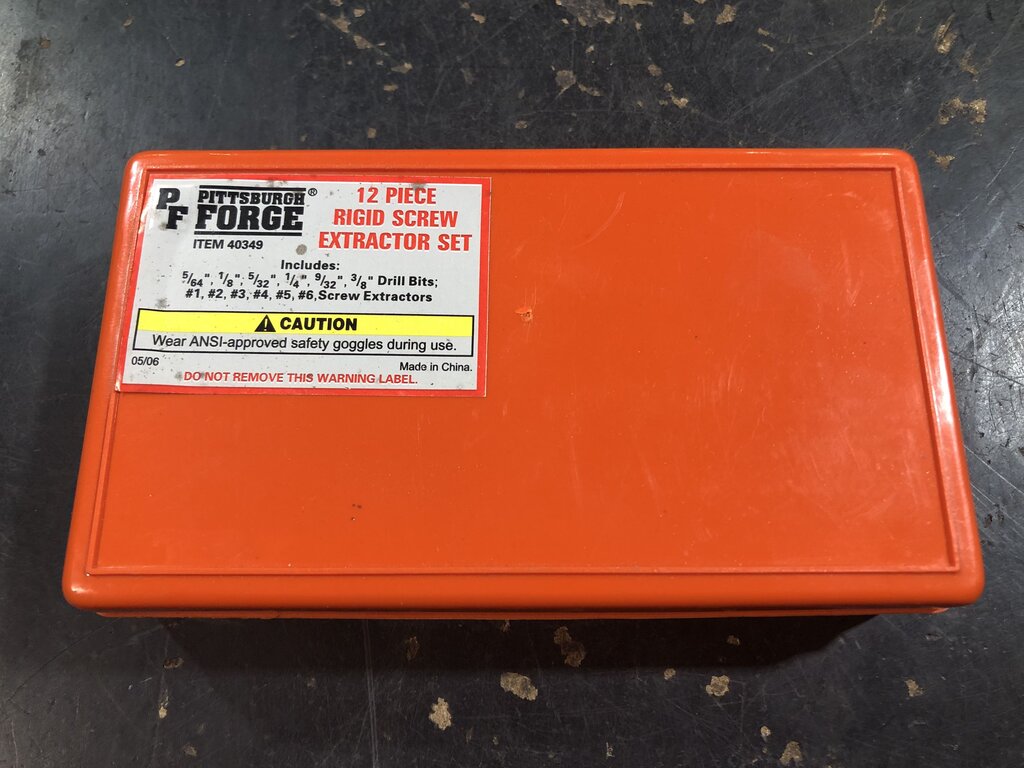 PF PITTSBURGH FORGE®
ITEM 40349
12 PIECE
RIGID SCREW
EXTRACTOR SET
Includes:
5/64", 1/8", 5/32", 1/4", 9/32", 3/8" Drill Bits;
#1, #2, #3, #4, #5, #6, Screw Extractors
CAUTION
Wear ANSI-approved safety goggles during use.
05/06
Made in China.
DO NOT REMOVE THIS WARNING LABEL.